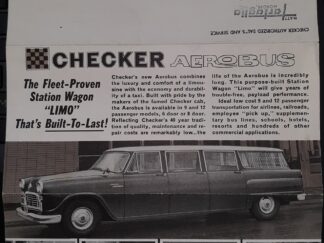 CHECKER AUTHORIZED SALES AND SERVICE
CHECKER AEROBUS
The Fleet-Proven
Station Wagon
"LIMO"
That's Built-To-Last!
Checker's new Aerobus combines
the luxury and comfort of a limou-
sine with the economy and durabil-
ity of a taxi. Built with pride by the
makers of the famed Checker cab,
the Aerobus is available in 9 and 12
passenger models, 6 door or 8 door.
Reflecting Checker's 40 year tradi-
tion of quality, maintenance and re-
pair costs are remarkably low...the
life of the Aerobus is incredibly
long. This purpose-built Station
Wagon "Limo" will give years of
trouble-free, payload performance.
Ideal low cost 9 and 12 passenger
transportation for airlines, railroads,
employee "pick up," supplemen-
tary bus lines, schools, hotels,
resorts and hundreds of other
commercial applications.